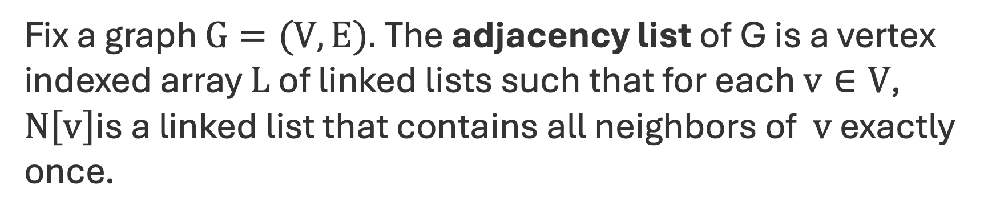 Fix a graph G = (V, E). The adjacency list of G is a vertex
indexed array L of linked lists such that for each v ∈ V,
N[v]is a linked list that contains all neighbors of v exactly
once.